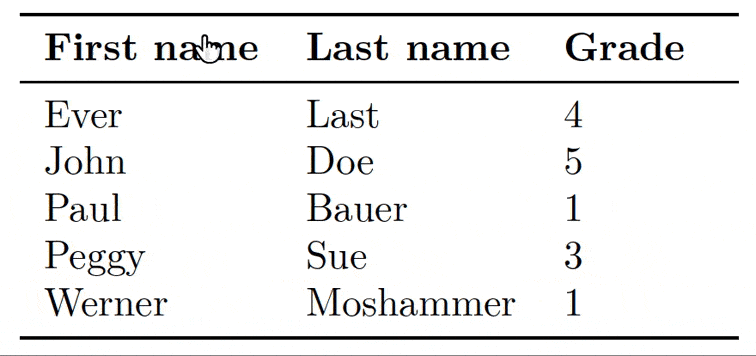 First name Last name Grade
Ever Last 4
John Doe 5
Paul Bauer 1
Peggy Sue 3
Werner Moshammer 1